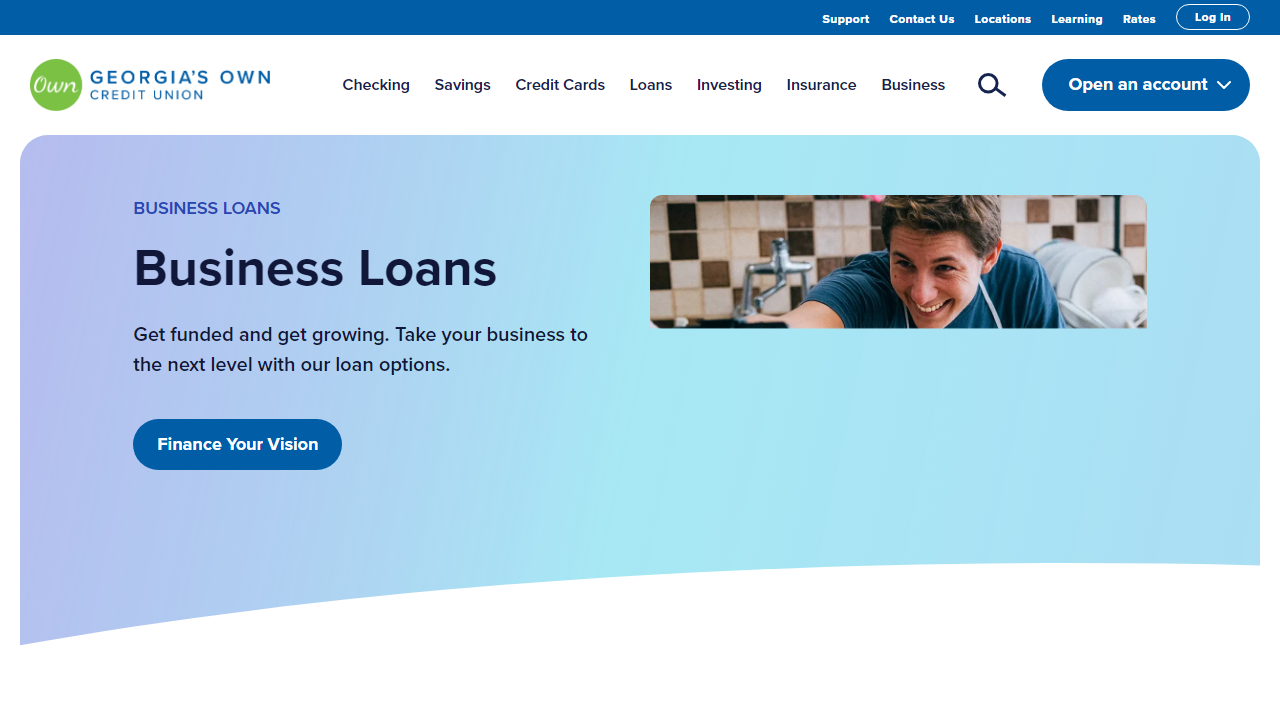 Support Contact Us Locations Learning Rates Log In
Own GEORGIA'S OWN
CREDIT UNION
Checking Savings Credit Cards Loans Investing Insurance Business Open an account
BUSINESS LOANS
Business Loans
Get funded and get growing. Take your business to
the next level with our loan options.
Finance Your Vision